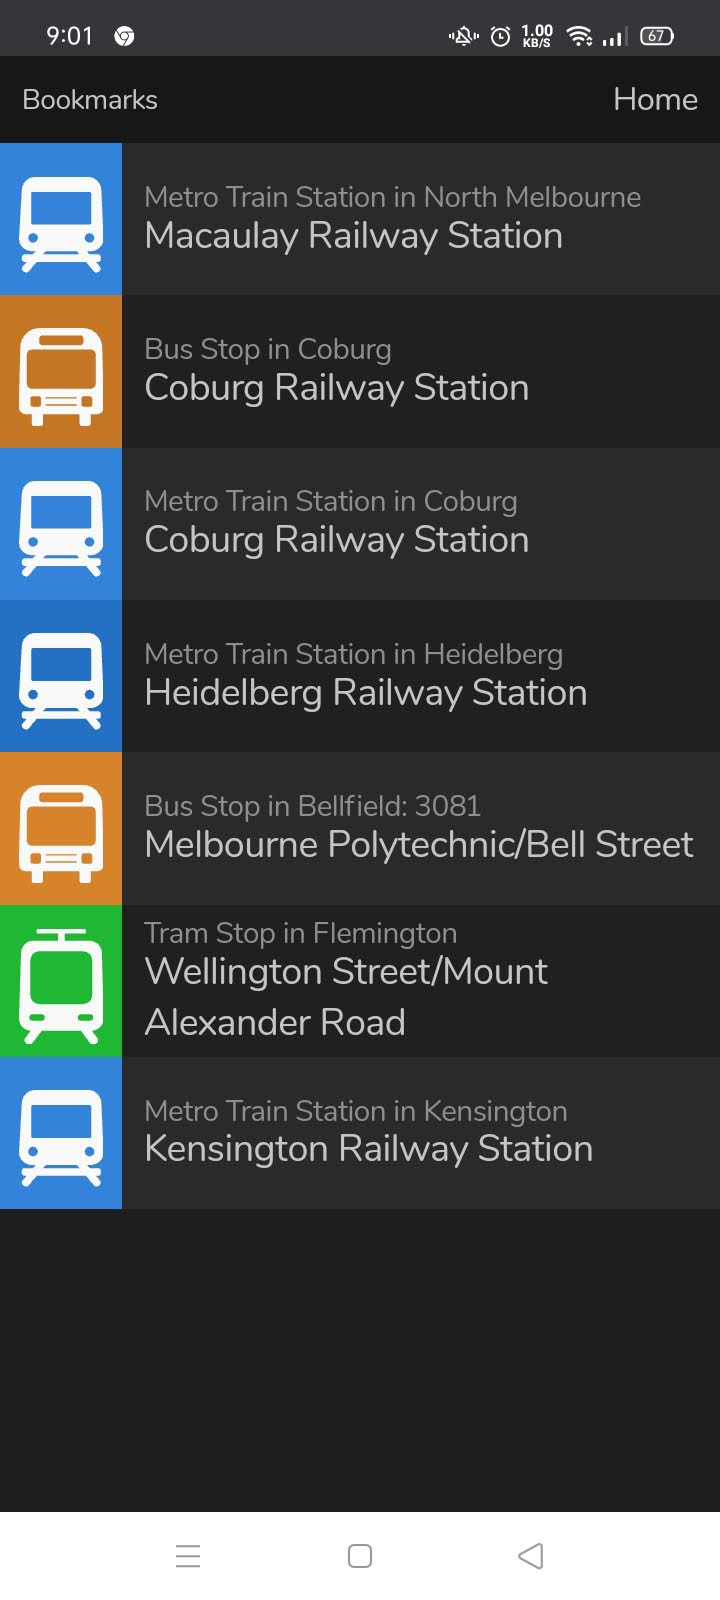 9:01
1.00
KB/S
67
Bookmarks
Home
Metro Train Station in North Melbourne
Macaulay Railway Station
Bus Stop in Coburg
Coburg Railway Station
Metro Train Station in Coburg
Coburg Railway Station
Metro Train Station in Heidelberg
Heidelberg Railway Station
Bus Stop in Bellfield: 3081
Melbourne Polytechnic/Bell Street
Tram Stop in Flemington
Wellington Street/Mount
Alexander Road
Metro Train Station in Kensington
Kensington Railway Station